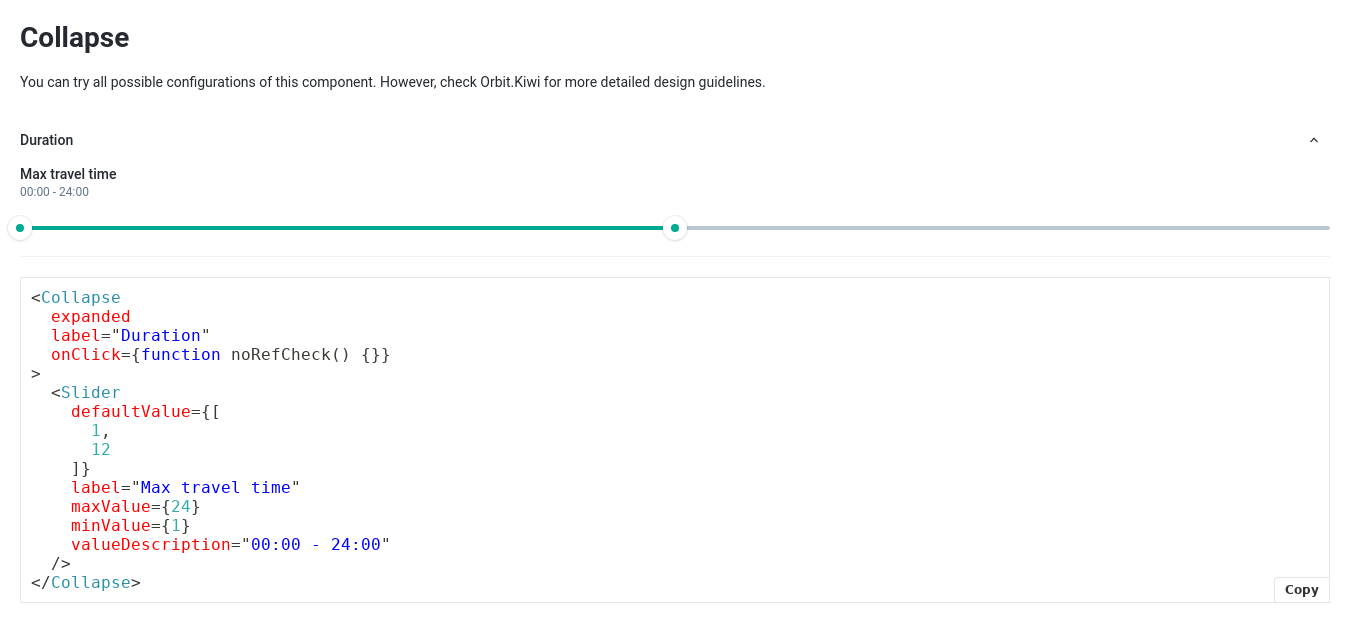 Collapse
You can try all possible configurations of this component. However, check Orbit.Kiwi for more detailed design guidelines.
Duration
Max travel time
00:00 - 24:00
<Collapse
  expanded
  label="Duration"
  onClick={function noRefCheck() {}}
>
  <Slider
    defaultValue={[
      1,
      12
    ]}
    label="Max travel time"
    maxValue={24}
    minValue={1}
    valueDescription="00:00 - 24:00"
  />
</Collapse>
Copy